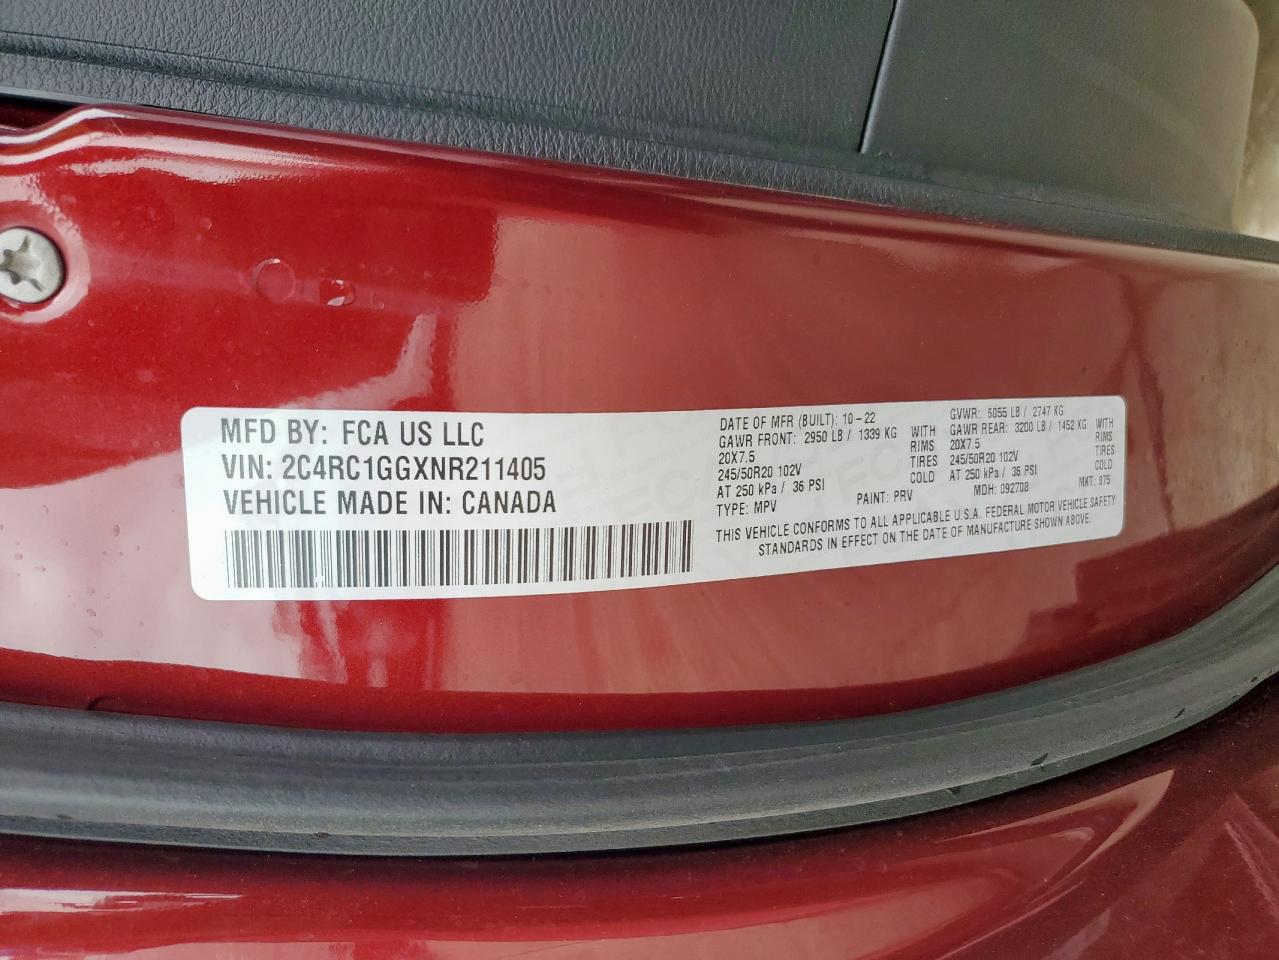 MFD BY: FCA US LLC
VIN: 2C4RC1GGXNR211405
VEHICLE MADE IN: CANADA
DATE OF MFR (BUILT): 10-22 GVWR: 6055 LB / 2747 KG
GAWR FRONT: 2950 LB / 1339 KG WITH GAWR REAR: 3200 LB / 1452 KG WITH
20X7.5 RIMS 20X7.5 RIMS
245/50R20 102V TIRES 245/50R20 102V TIRES
AT 250 kPa / 36 PSI COLD AT 250 kPa / 36 PSI COLD
TYPE: MPV PAINT: PRV MDH: 092708 MKT: 875
THIS VEHICLE CONFORMS TO ALL APPLICABLE U.S.A. FEDERAL MOTOR VEHICLE SAFETY
STANDARDS IN EFFECT ON THE DATE OF MANUFACTURE SHOWN ABOVE.